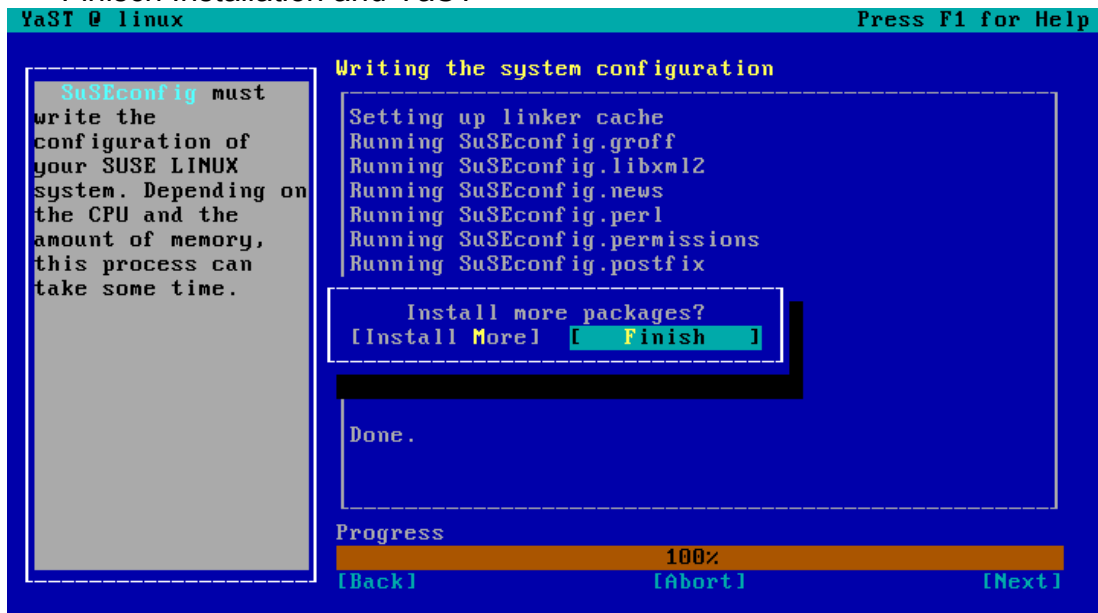 YaST @ linux Press F1 for Help
Writing the system configuration
SuSEconfig must
write the
configuration of
your SUSE LINUX
system. Depending on
the CPU and the
amount of memory,
this process can
take some time.
Setting up linker cache
Running SuSEconfig.groff
Running SuSEconfig.libxml2
Running SuSEconfig.news
Running SuSEconfig.perl
Running SuSEconfig.permissions
Running SuSEconfig.postfix
Install more packages?
[Install More] [ Finish ]
Done.
Progress
100%
[Back] [Abort] [Next]